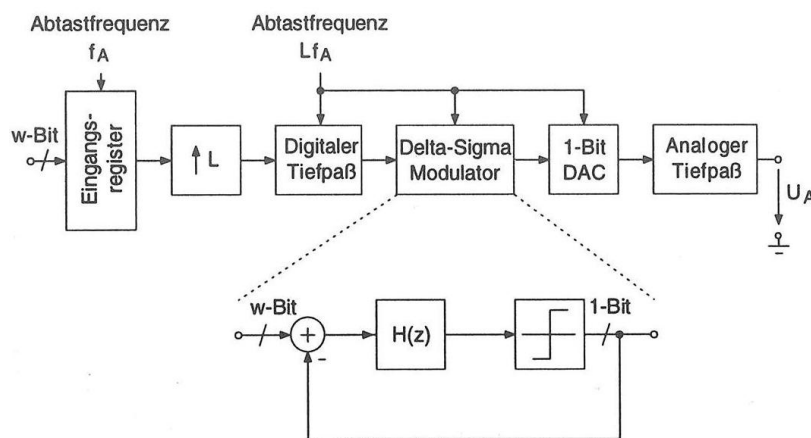 Abtastfrequenz
f_A
Abtastfrequenz
Lf_A
w-Bit
Eingangs-
register
↑ L
Digitaler
Tiefpaß
Delta-Sigma
Modulator
1-Bit
DAC
Analoger
Tiefpaß
U_A
w-Bit
+
-
H(z)
1-Bit